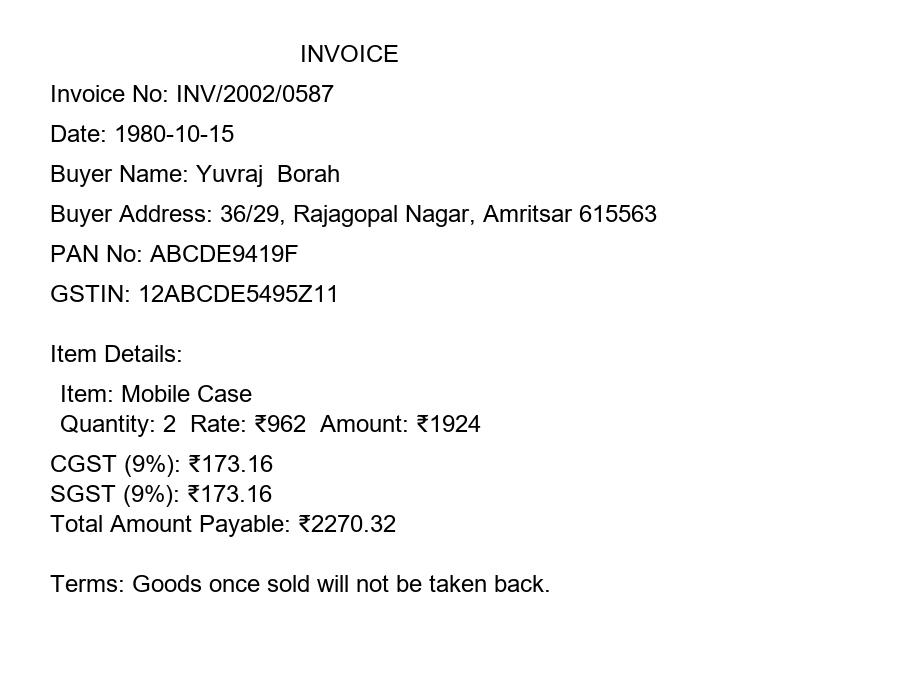 INVOICE
Invoice No: INV/2002/0587
Date: 1980-10-15
Buyer Name: Yuvraj  Borah
Buyer Address: 36/29, Rajagopal Nagar, Amritsar 615563
PAN No: ABCDE9419F
GSTIN: 12ABCDE5495Z11
Item Details:
Item: Mobile Case
Quantity: 2  Rate: ₹962  Amount: ₹1924
CGST (9%): ₹173.16
SGST (9%): ₹173.16
Total Amount Payable: ₹2270.32
Terms: Goods once sold will not be taken back.